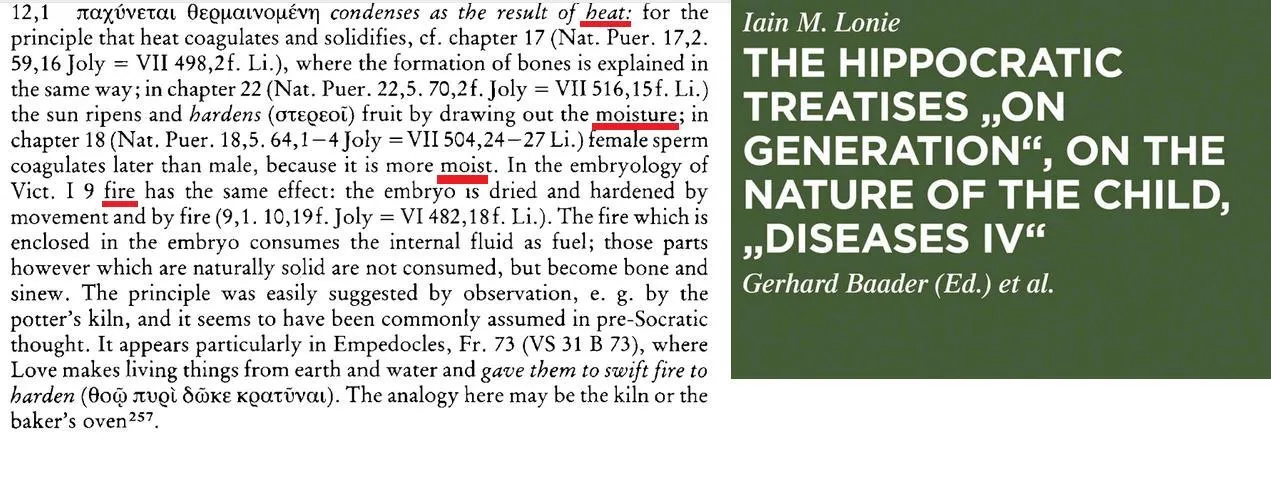 12,1 παχύνεται θερμαινομένη condenses as the result of heat: for the
principle that heat coagulates and solidifies, cf. chapter 17 (Nat. Puer. 17,2.
59,16 Joly = VII 498,2f. Li.), where the formation of bones is explained in
the same way; in chapter 22 (Nat. Puer. 22,5. 70,2f. Joly = VII 516,15f. Li.)
the sun ripens and hardens (στερεοῖ) fruit by drawing out the moisture; in
chapter 18 (Nat. Puer. 18,5. 64,1–4 Joly = VII 504,24–27 Li.) female sperm
coagulates later than male, because it is more moist. In the embryology of
Vict. I 9 fire has the same effect: the embryo is dried and hardened by
movement and by fire (9,1. 10,19f. Joly = VI 482,18f. Li.). The fire which is
enclosed in the embryo consumes the internal fluid as fuel; those parts
however which are naturally solid are not consumed, but become bone and
sinew. The principle was easily suggested by observation, e. g. by the
potter's kiln, and it seems to have been commonly assumed in pre-Socratic
thought. It appears particularly in Empedocles, Fr. 73 (VS 31 B 73), where
Love makes living things from earth and water and gave them to swift fire to
harden (θοῷ πυρὶ δῶκε κρατῦναι). The analogy here may be the kiln or the
baker's oven²⁵⁷.
Iain M. Lonie
THE HIPPOCRATIC
TREATISES „ON
GENERATION“, ON THE
NATURE OF THE CHILD,
„DISEASES IV“
Gerhard Baader (Ed.) et al.